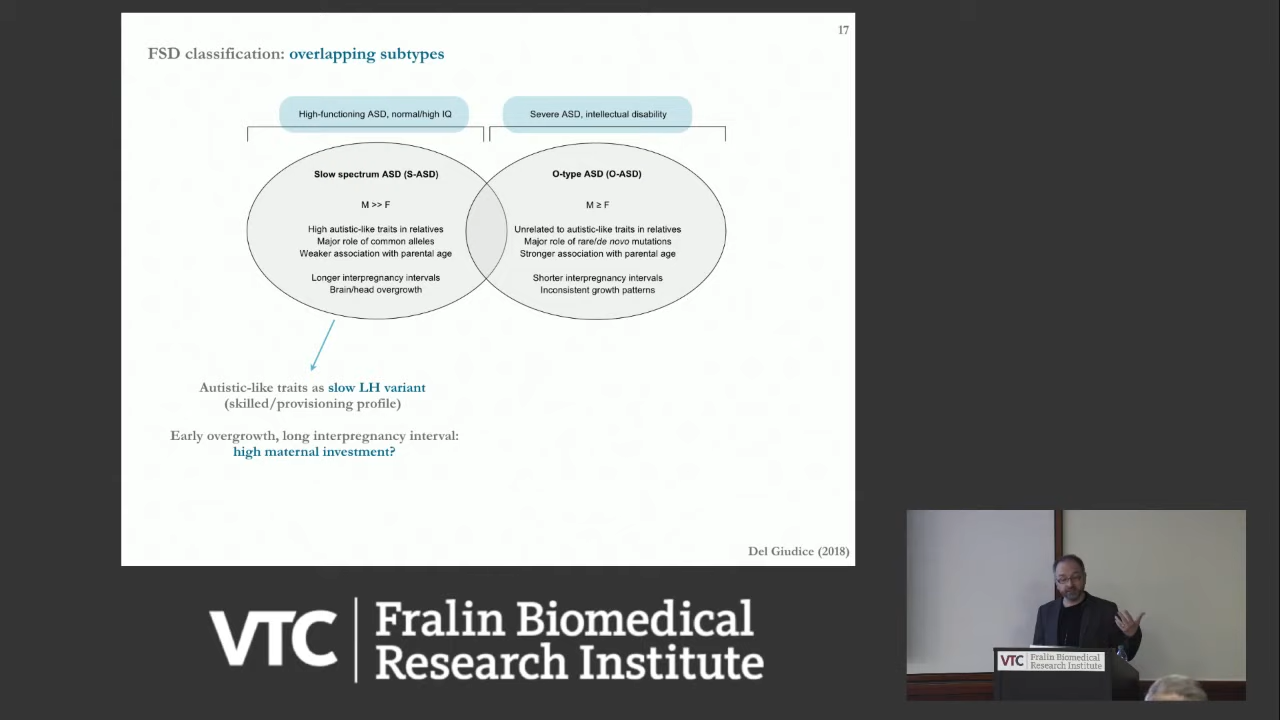 17
FSD classification: overlapping subtypes
High-functioning ASD, normal/high IQ
Severe ASD, intellectual disability
Slow spectrum ASD (S-ASD)
M >> F
High autistic-like traits in relatives
Major role of common alleles
Weaker association with parental age
Longer interpregnancy intervals
Brain/head overgrowth
O-type ASD (O-ASD)
M ≥ F
Unrelated to autistic-like traits in relatives
Major role of rare/de novo mutations
Stronger association with parental age
Shorter interpregnancy intervals
Inconsistent growth patterns
Autistic-like traits as slow LH variant
(skilled/provisioning profile)
Early overgrowth, long interpregnancy interval:
high maternal investment?
Del Giudice (2018)
VTC
Fralin Biomedical
Research Institute
VTC
Fralin Biomedical
Research Institute